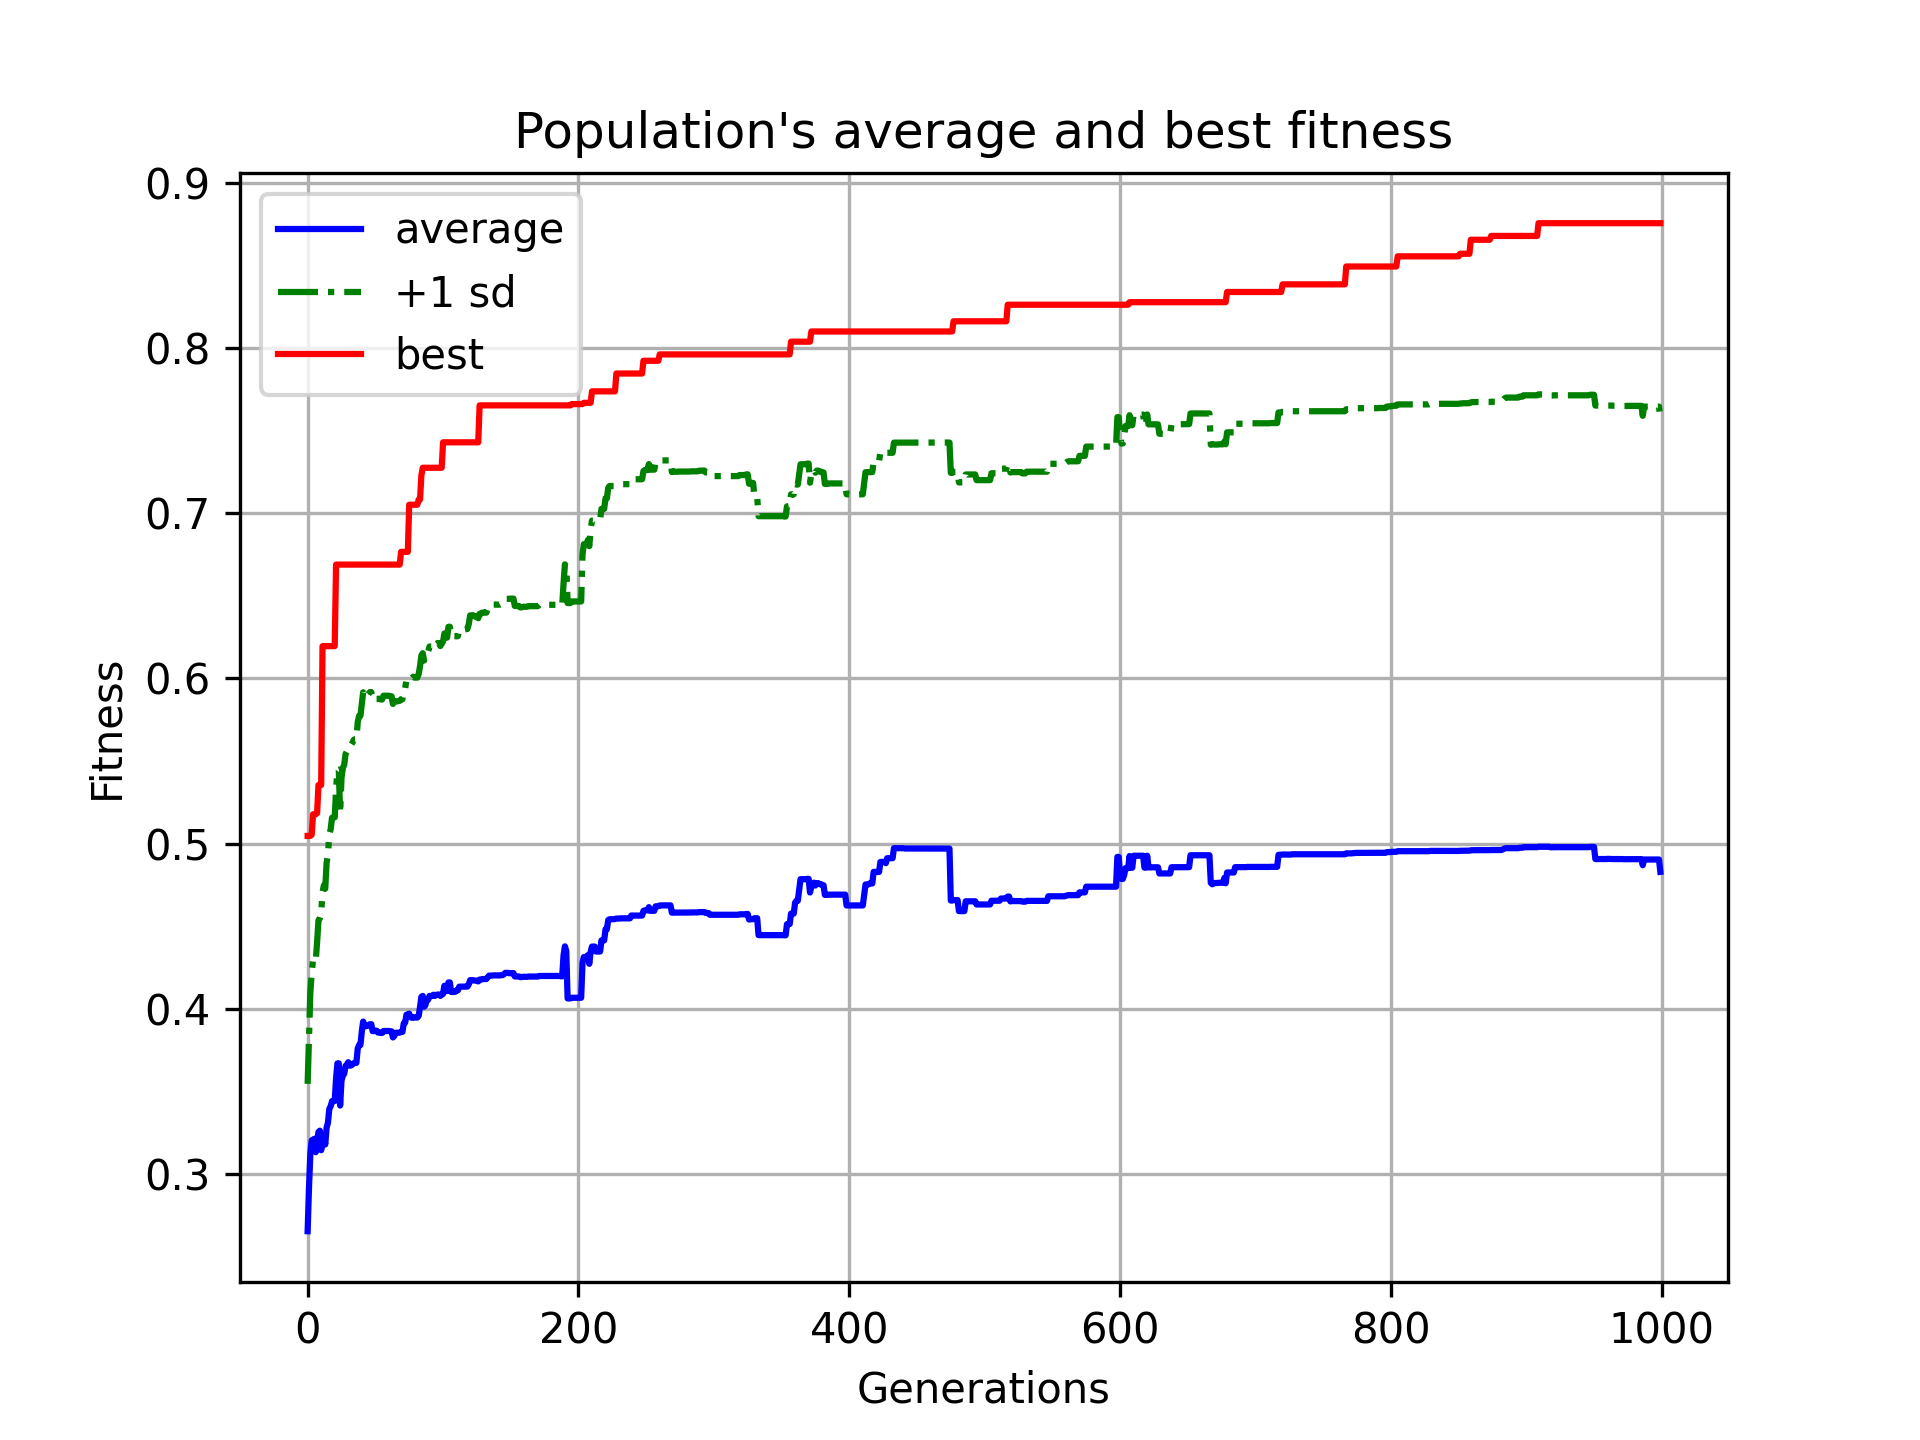 Population's average and best fitness
average
+1 sd
best
Fitness
0.9
0.8
0.7
0.6
0.5
0.4
0.3
0 200 400 600 800 1000
Generations